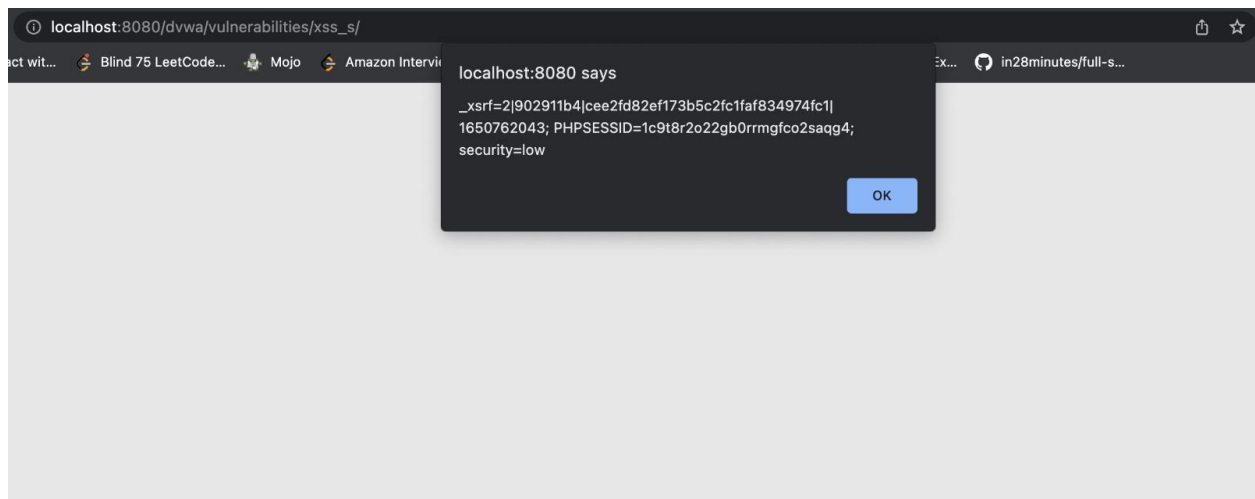 localhost:8080/dvwa/vulnerabilities/xss_s/
act wit... Blind 75 LeetCode... Mojo Amazon Intervi Ex... in28minutes/full-s...
localhost:8080 says
_xsrf=2|902911b4|cee2fd82ef173b5c2fc1faf834974fc1|
1650762043; PHPSESSID=1c9t8r2o22gb0rrmgfco2saqg4;
security=low
OK